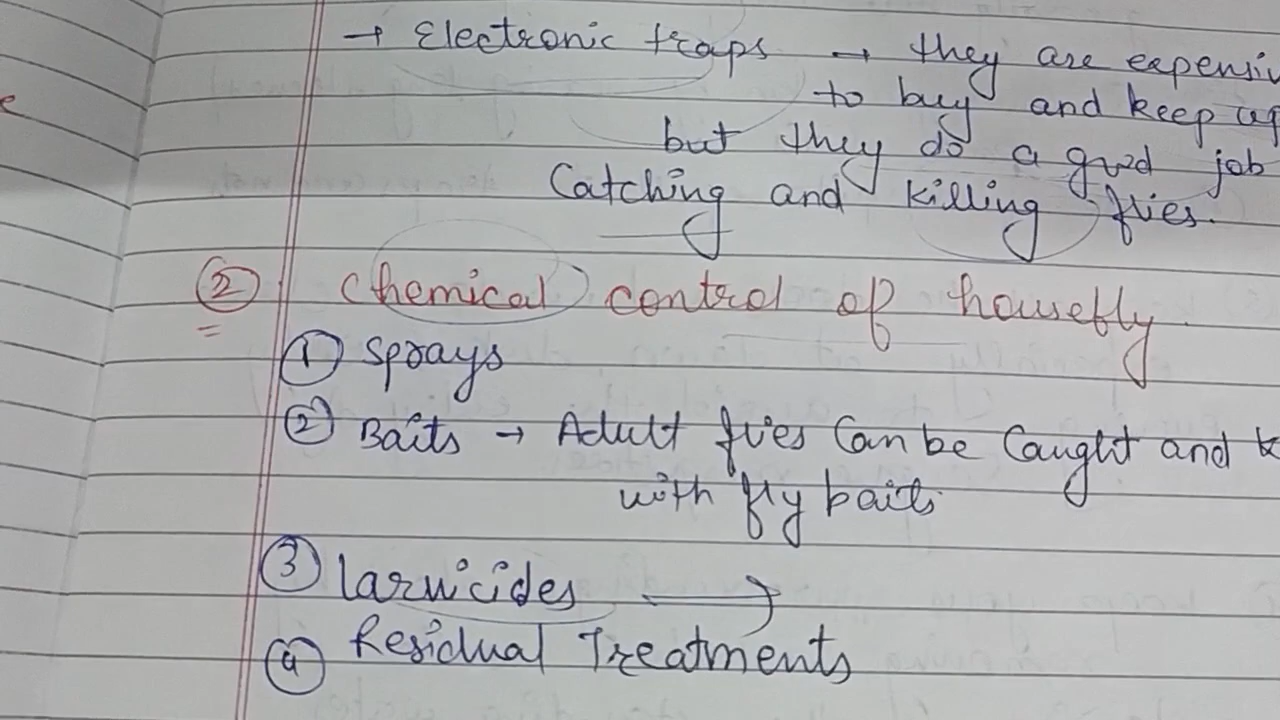 → Electronic traps → they are expensiv
to buy and keep up
but they do a good job
Catching and killing flies.
② Chemical control of housefly
① Sprays
② Baits → Adult flies Can be Caught and k
with fly baits
③ larvicides →
④ Residual Treatments